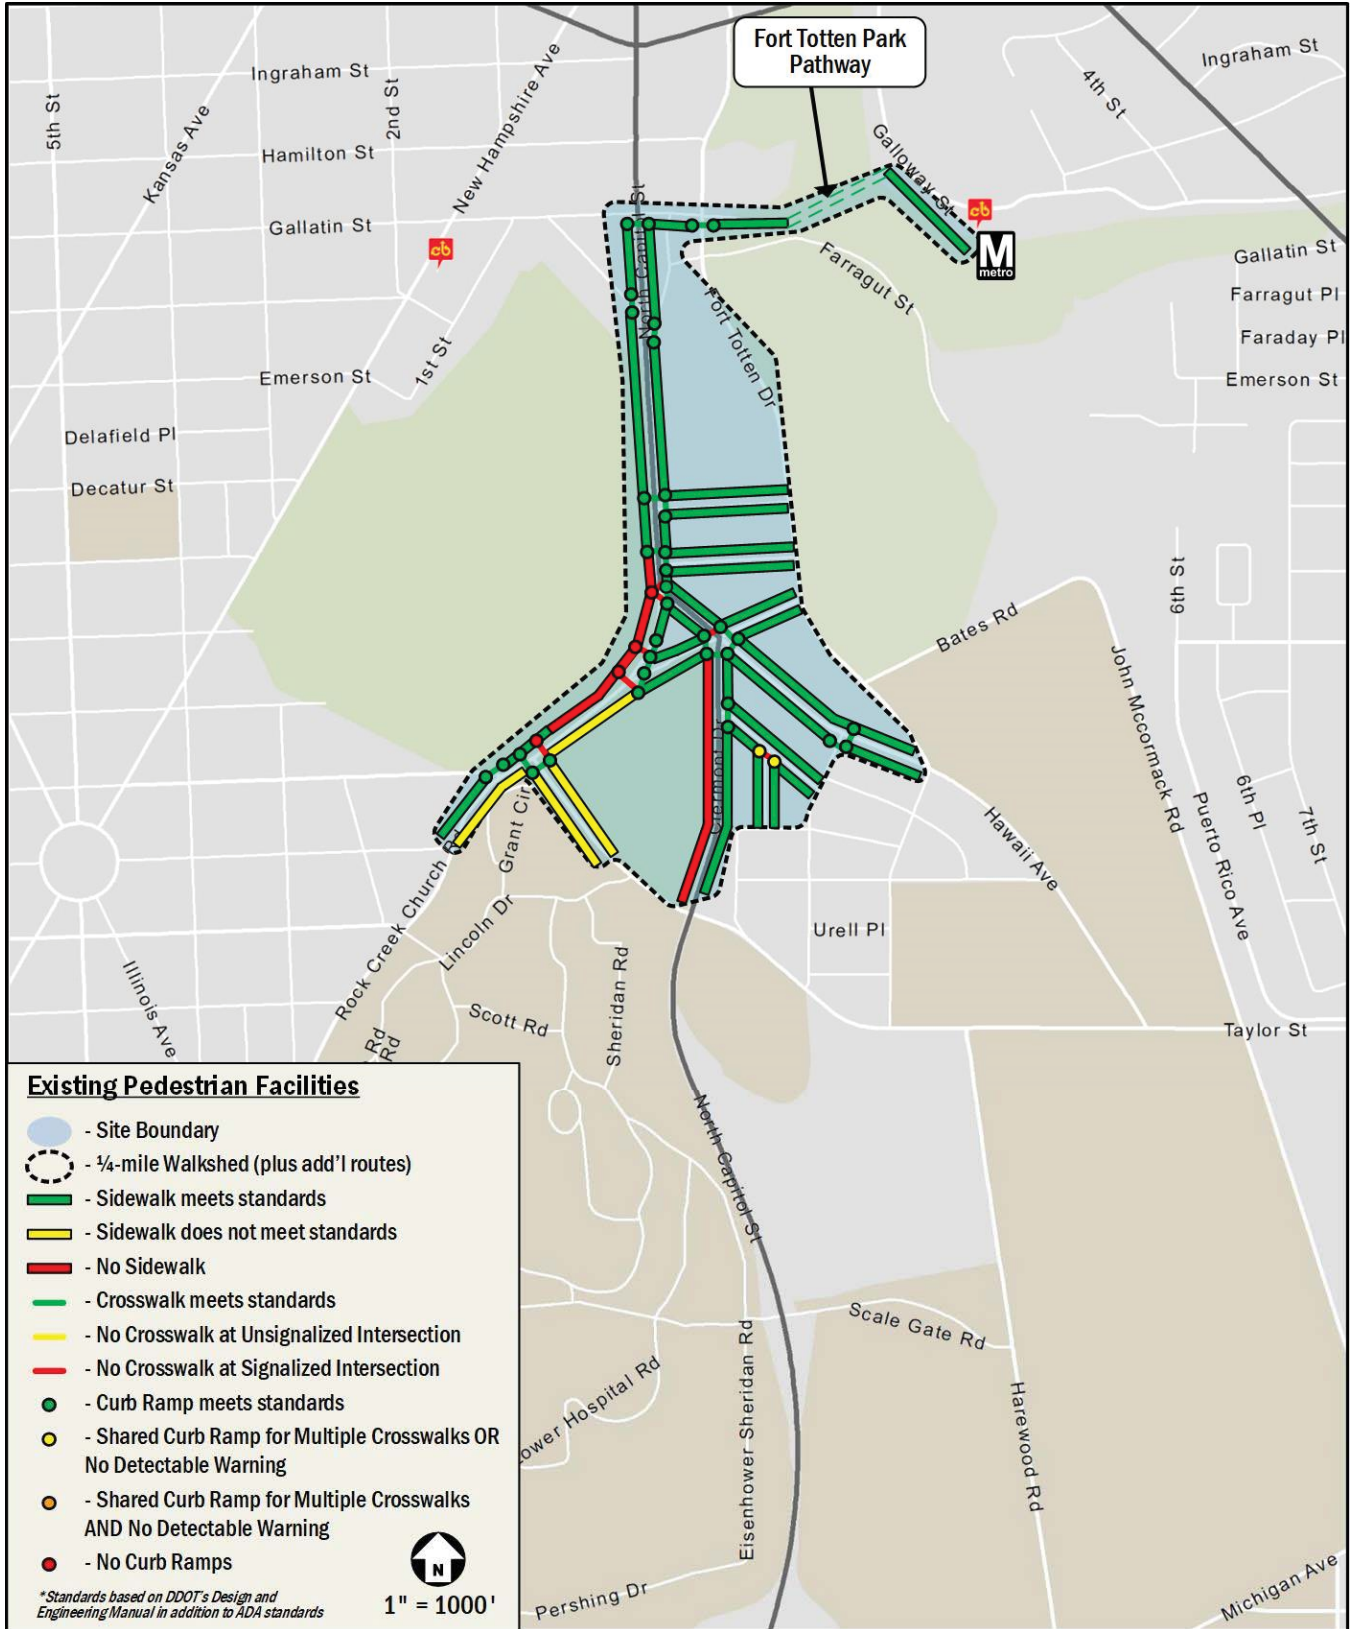 Fort Totten Park
Pathway
Ingraham St
Ingraham St
5th St
Kansas Ave
2nd St
New Hampshire Ave
4th St
Hamilton St
Galloway St
Gallatin St
North Capitol St
cb
cb
M
metro
Gallatin St
Farragut St
Farragut Pl
Fort Totten Dr
Faraday Pl
1st St
Emerson St
Emerson St
Delafield Pl
Decatur St
6th St
Bates Rd
John Mccormack Rd
Clermont Dr
Grant Cir
Hawaii Ave
Puerto Rico Ave
6th Pl
7th St
Rock Creek Church Rd
Lincoln Dr
Urell Pl
Illinois Ave
Sheridan Rd
Scott Rd
Rd
Rd
Taylor St
North Capitol St
Existing Pedestrian Facilities
- Site Boundary
- ¼-mile Walkshed (plus add'l routes)
- Sidewalk meets standards
- Sidewalk does not meet standards
- No Sidewalk
- Crosswalk meets standards
- No Crosswalk at Unsignalized Intersection
- No Crosswalk at Signalized Intersection
- Curb Ramp meets standards
- Shared Curb Ramp for Multiple Crosswalks OR
No Detectable Warning
- Shared Curb Ramp for Multiple Crosswalks
AND No Detectable Warning
- No Curb Ramps
*Standards based on DDOT's Design and
Engineering Manual in addition to ADA standards
N
1" = 1000'
Scale Gate Rd
Hospital Rd
Eisenhower Sheridan Rd
Harewood Rd
Pershing Dr
Michigan Ave